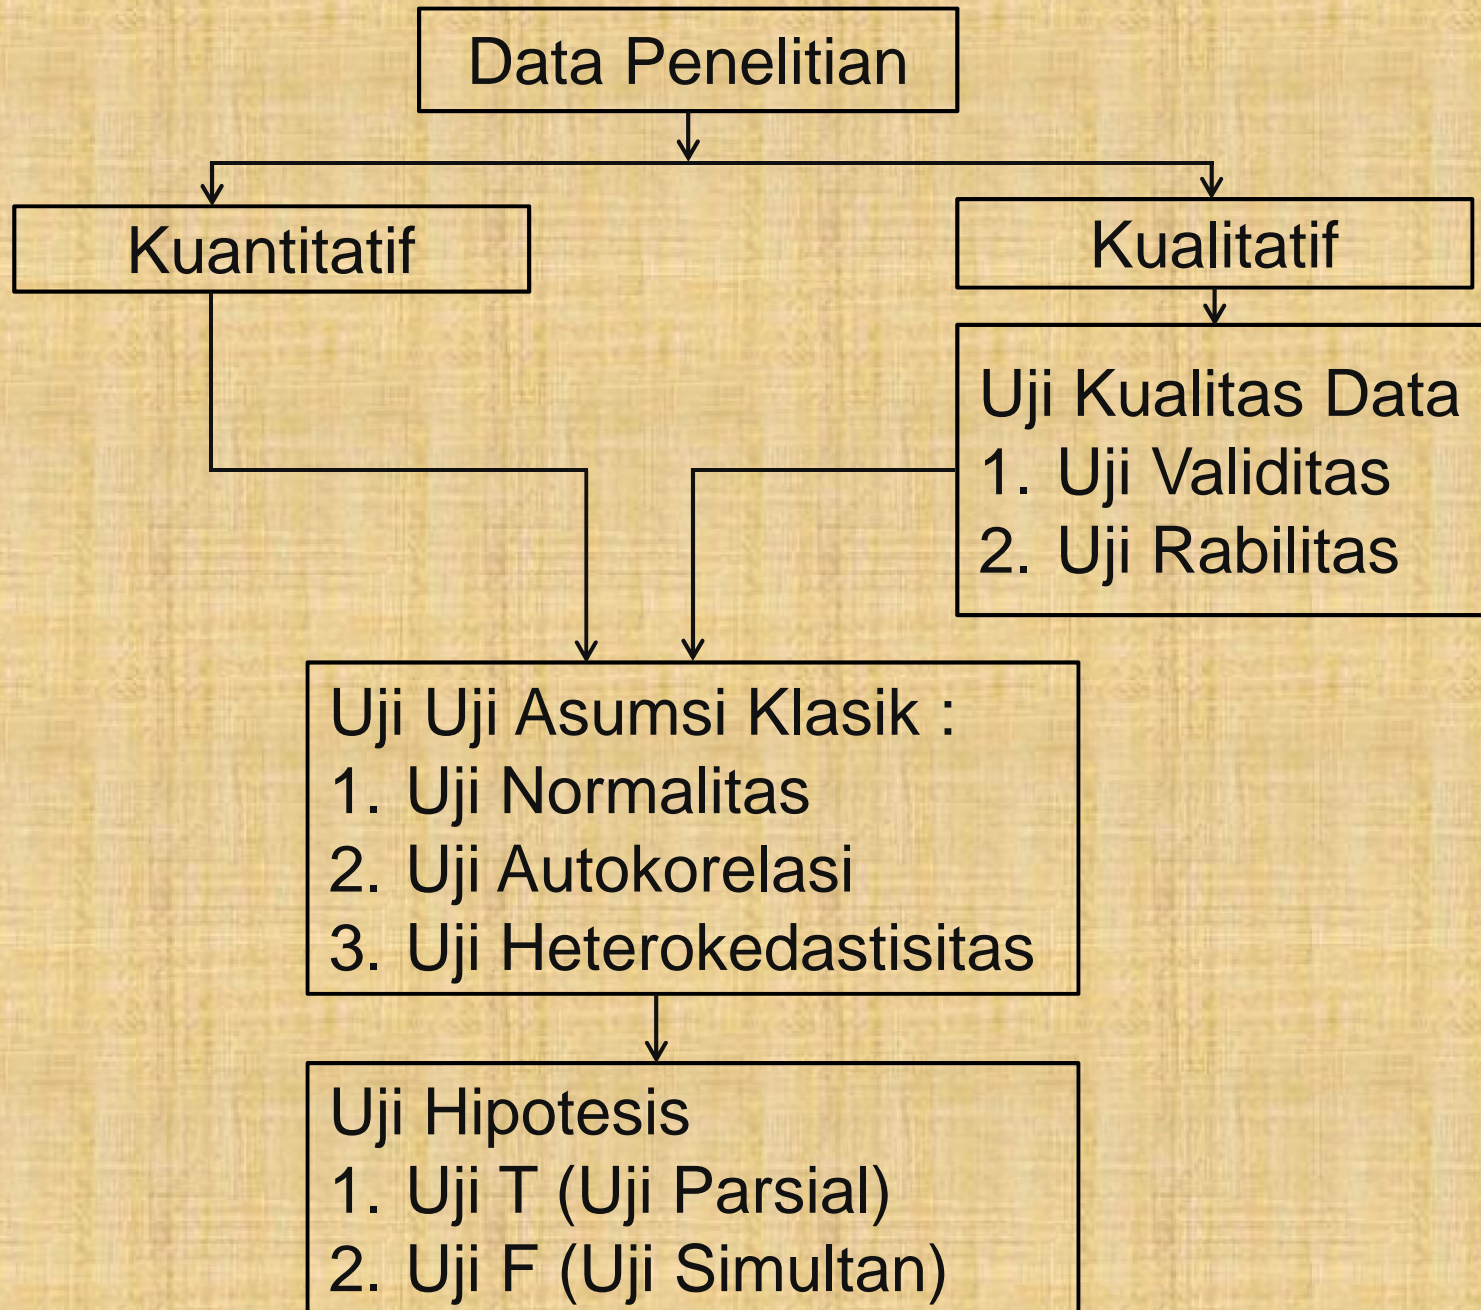 Data Penelitian
Kuantitatif
Kualitatif
Uji Kualitas Data
1. Uji Validitas
2. Uji Rabilitas
Uji Uji Asumsi Klasik :
1. Uji Normalitas
2. Uji Autokorelasi
3. Uji Heterokedastisitas
Uji Hipotesis
1. Uji T (Uji Parsial)
2. Uji F (Uji Simultan)